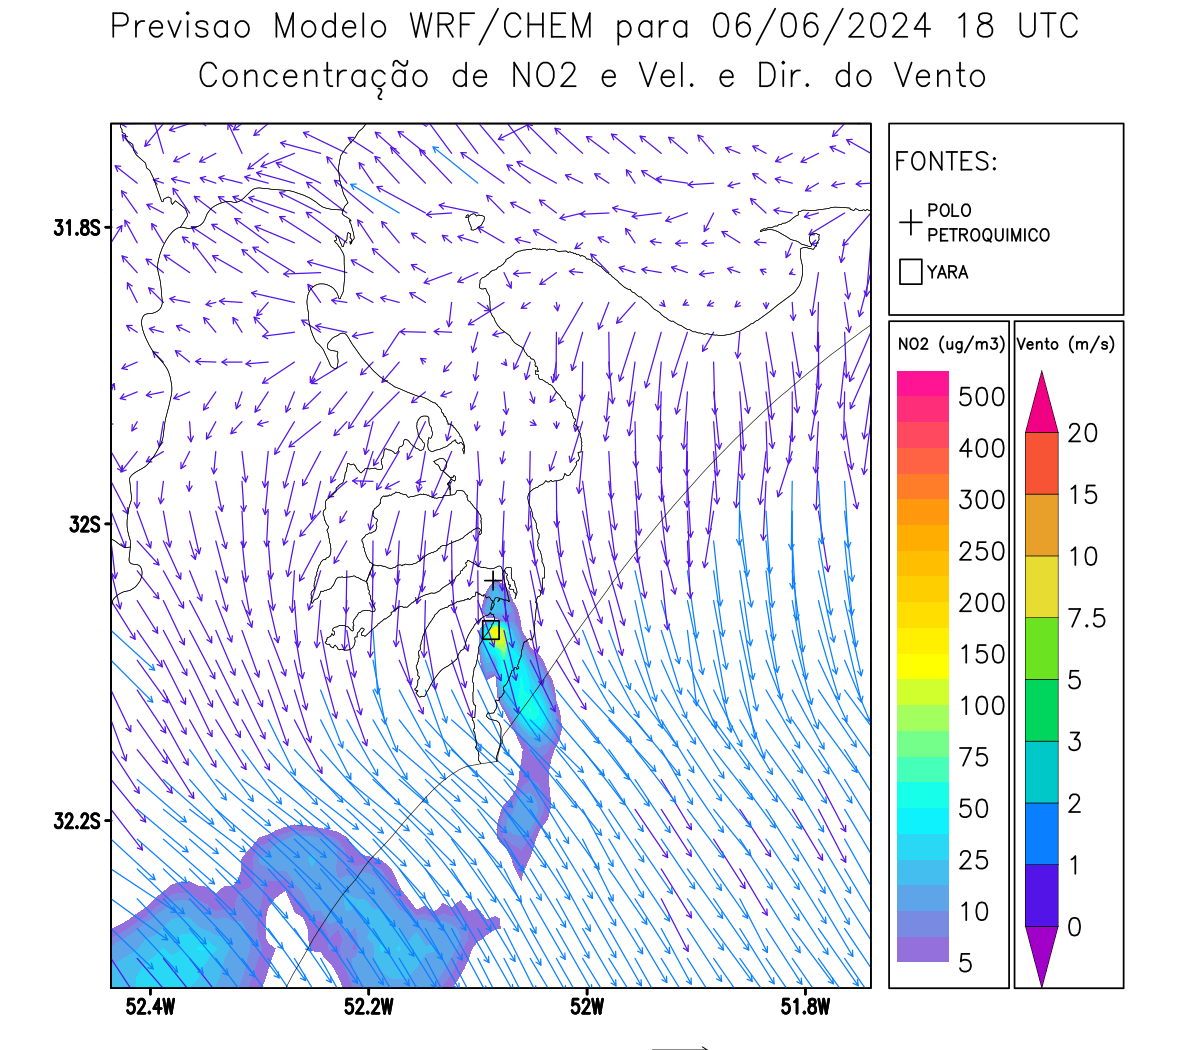 Previsao Modelo WRF/CHEM para 06/06/2024 18 UTC
Concentração de NO2 e Vel. e Dir. do Vento
FONTES:
POLO
PETROQUIMICO
YARA
31.8S
32S
32.2S
52.4W
52.2W
52W
51.8W
NO2 (ug/m3)
500
400
300
250
200
150
100
75
50
25
10
5
Vento (m/s)
20
15
10
7.5
5
3
2
1
0